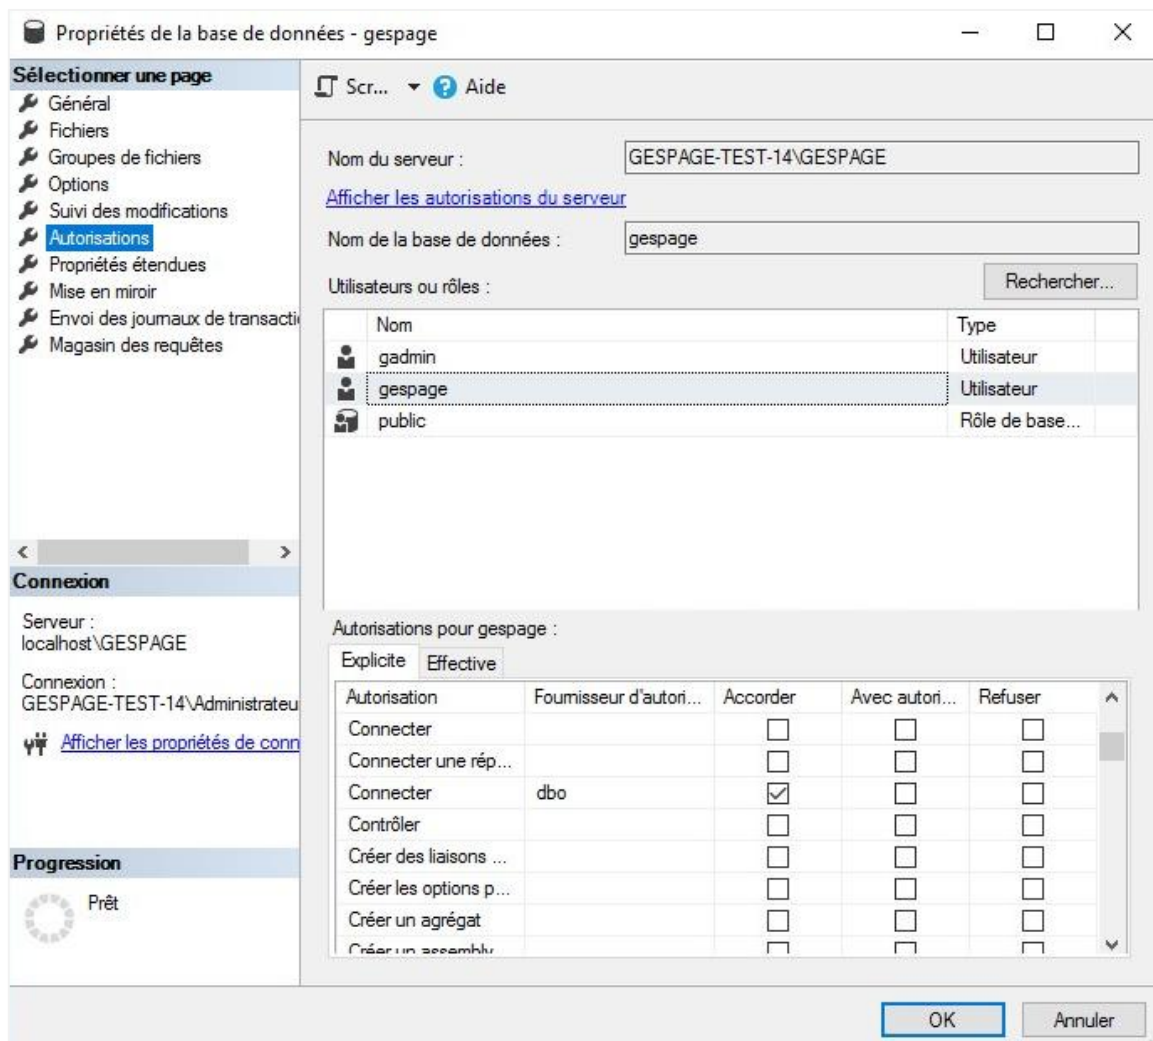 Propriétés de la base de données - gespage
Sélectionner une page
Général
Fichiers
Groupes de fichiers
Options
Suivi des modifications
Autorisations
Propriétés étendues
Mise en miroir
Envoi des journaux de transacti
Magasin des requêtes
Connexion
Serveur :
localhost\GESPAGE
Connexion :
GESPAGE-TEST-14\Administrateu
Afficher les propriétés de conn
Progression
Prêt
Scr... Aide
Nom du serveur : GESPAGE-TEST-14\GESPAGE
Afficher les autorisations du serveur
Nom de la base de données : gespage
Utilisateurs ou rôles : Rechercher...
Nom Type
gadmin Utilisateur
gespage Utilisateur
public Rôle de base...
Autorisations pour gespage :
Explicite Effective
Autorisation Fournisseur d'autori... Accorder Avec autori... Refuser
Connecter
Connecter une rép...
Connecter dbo
Contrôler
Créer des liaisons ...
Créer les options p...
Créer un agrégat
Créer un assembly
OK Annuler